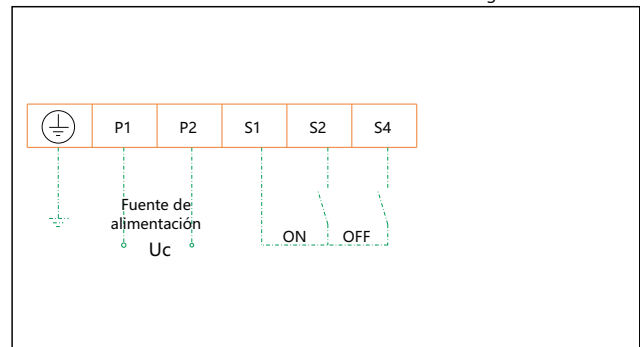 P1 P2 S1 S2 S4
Fuente de
alimentación
Uc
ON OFF